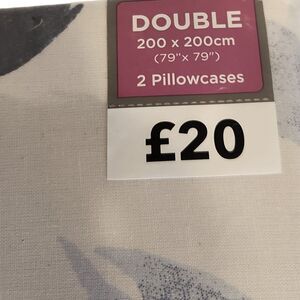 DOUBLE
200 x 200cm
(79"x 79")
2 Pillowcases
£20